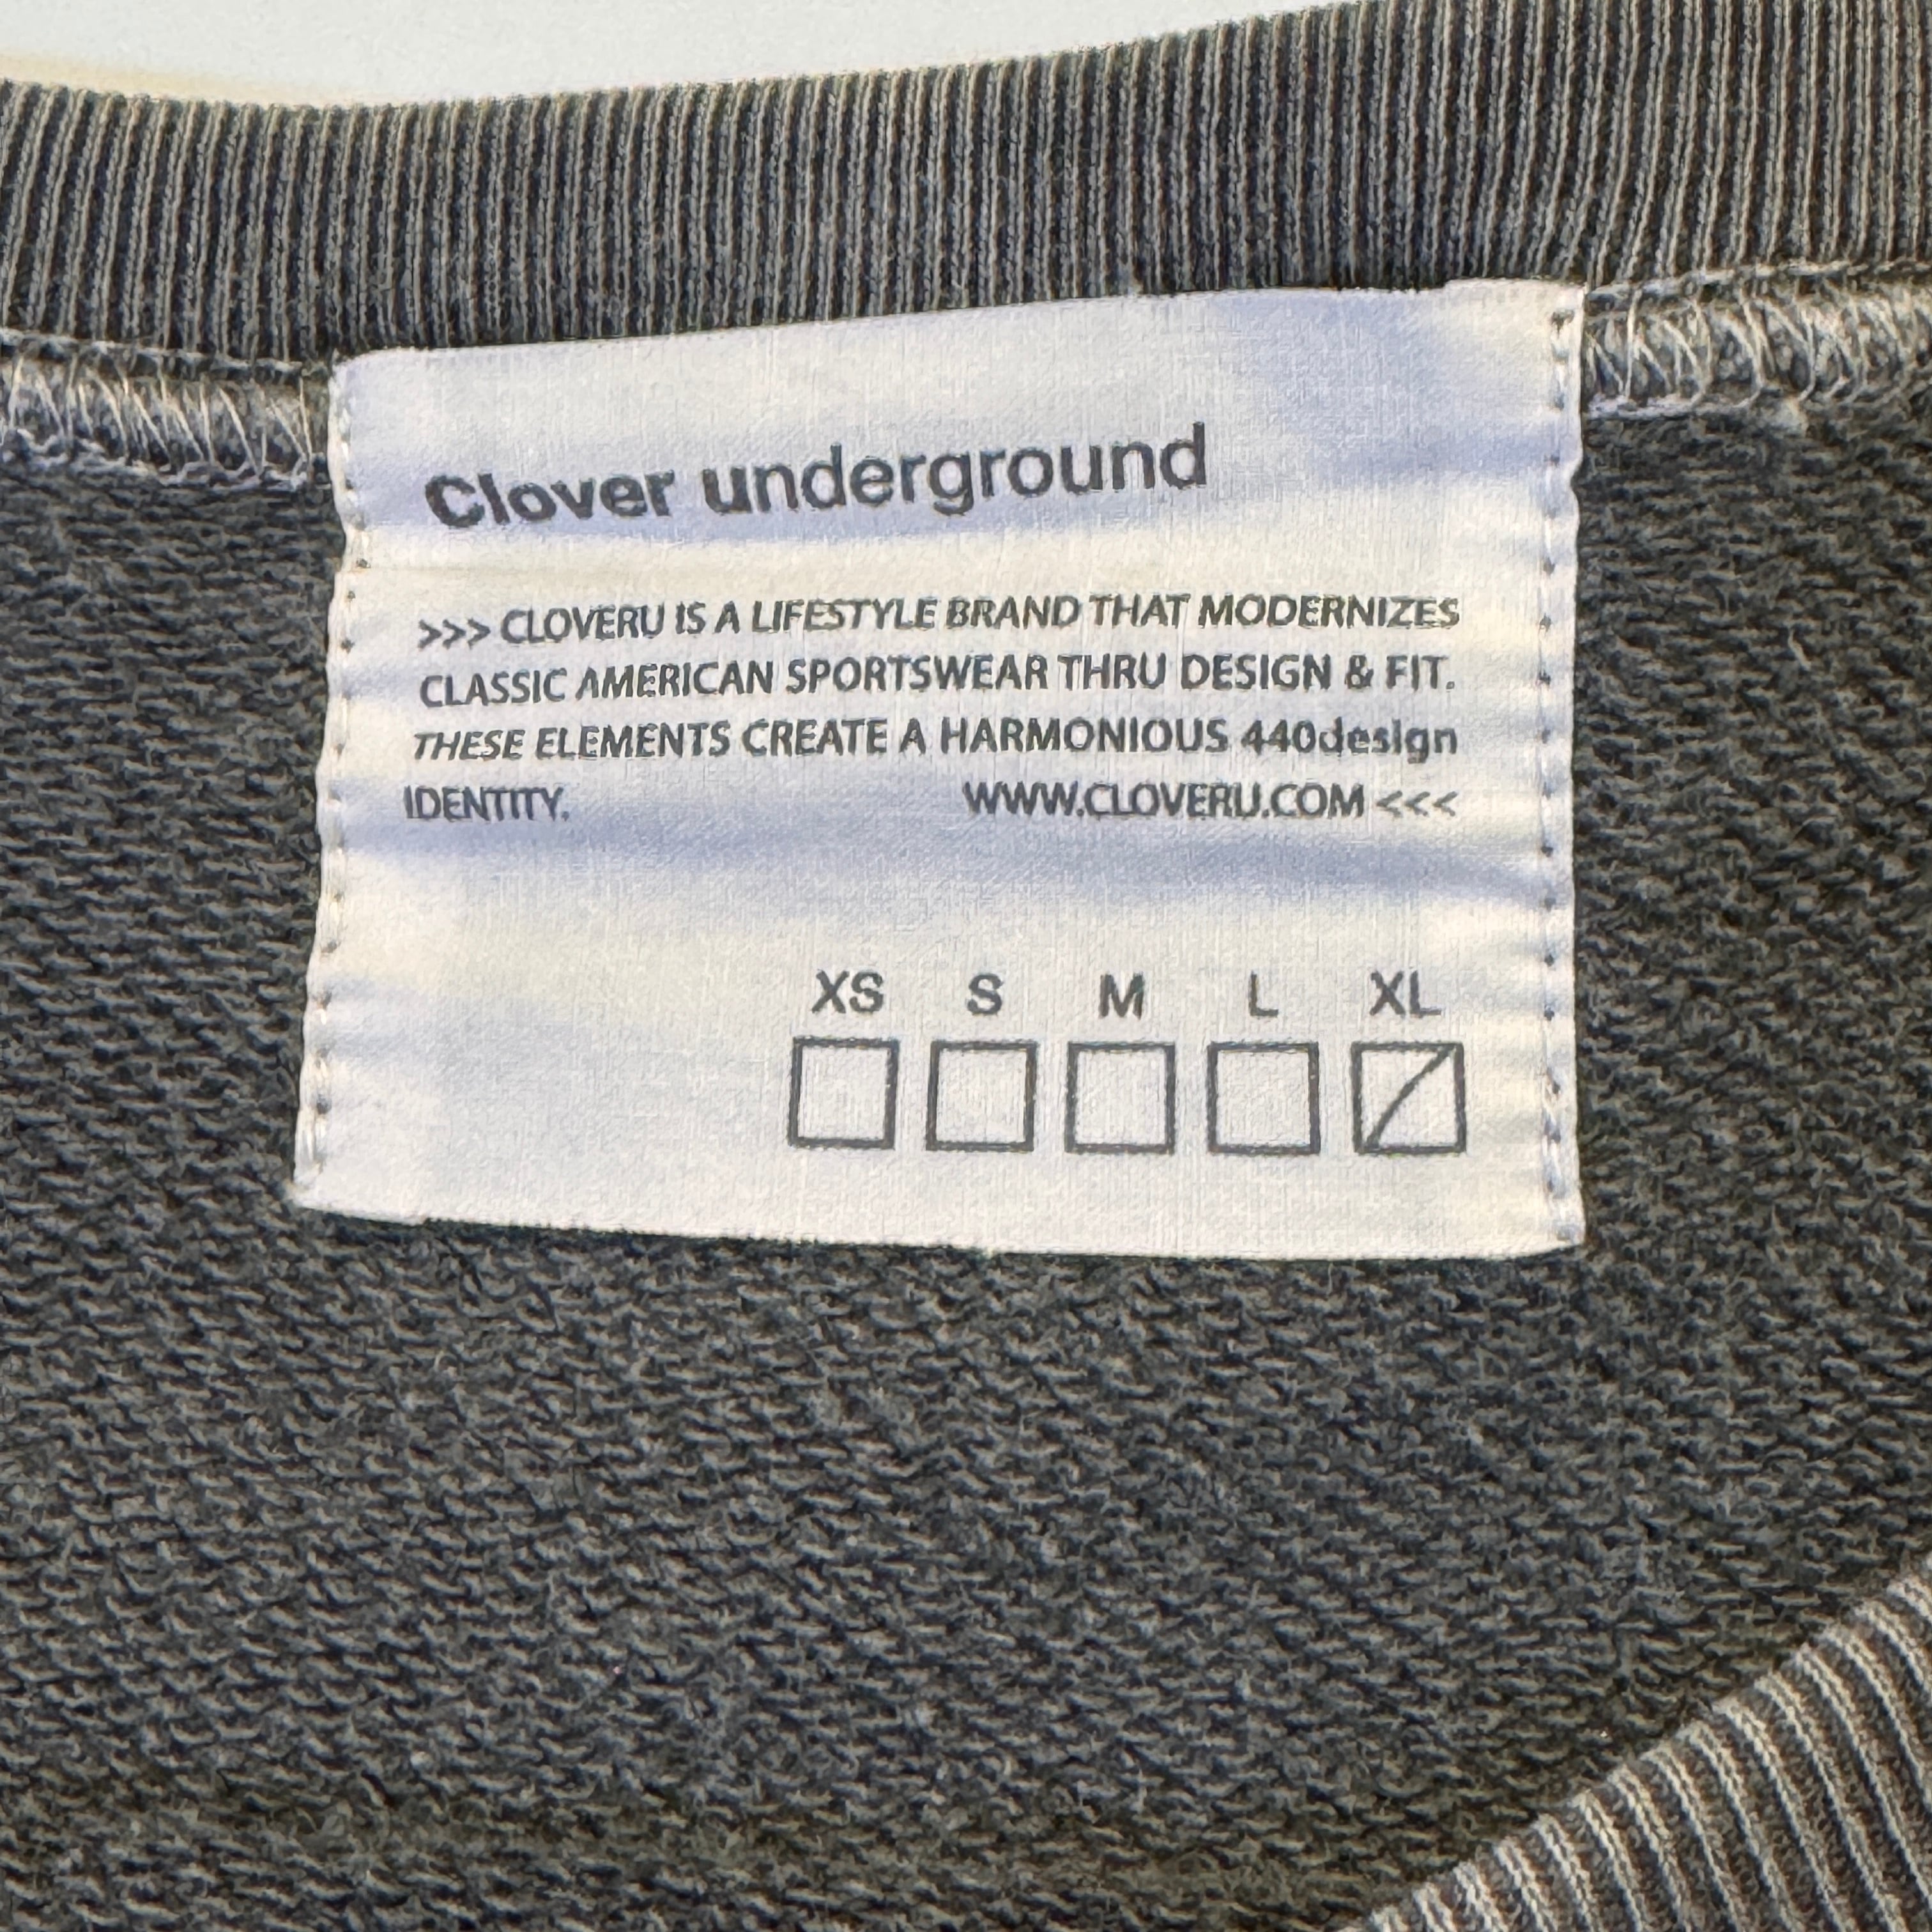 Clover underground
>>> CLOVERU IS A LIFESTYLE BRAND THAT MODERNIZES
CLASSIC AMERICAN SPORTSWEAR THRU DESIGN & FIT.
THESE ELEMENTS CREATE A HARMONIOUS 440design
IDENTITY. WWW.CLOVERU.COM <<<
XS S M L XL